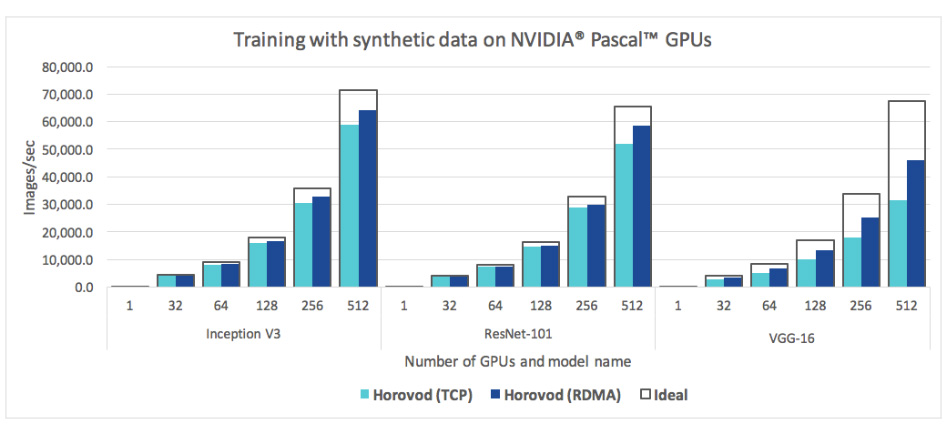 Training with synthetic data on NVIDIA® Pascal™ GPUs
80,000.0
70,000.0
60,000.0
50,000.0
40,000.0
30,000.0
20,000.0
10,000.0
0.0
Images/sec
1 32 64 128 256 512 1 32 64 128 256 512 1 32 64 128 256 512
Inception V3 ResNet-101 VGG-16
Number of GPUs and model name
Horovod (TCP) Horovod (RDMA) Ideal